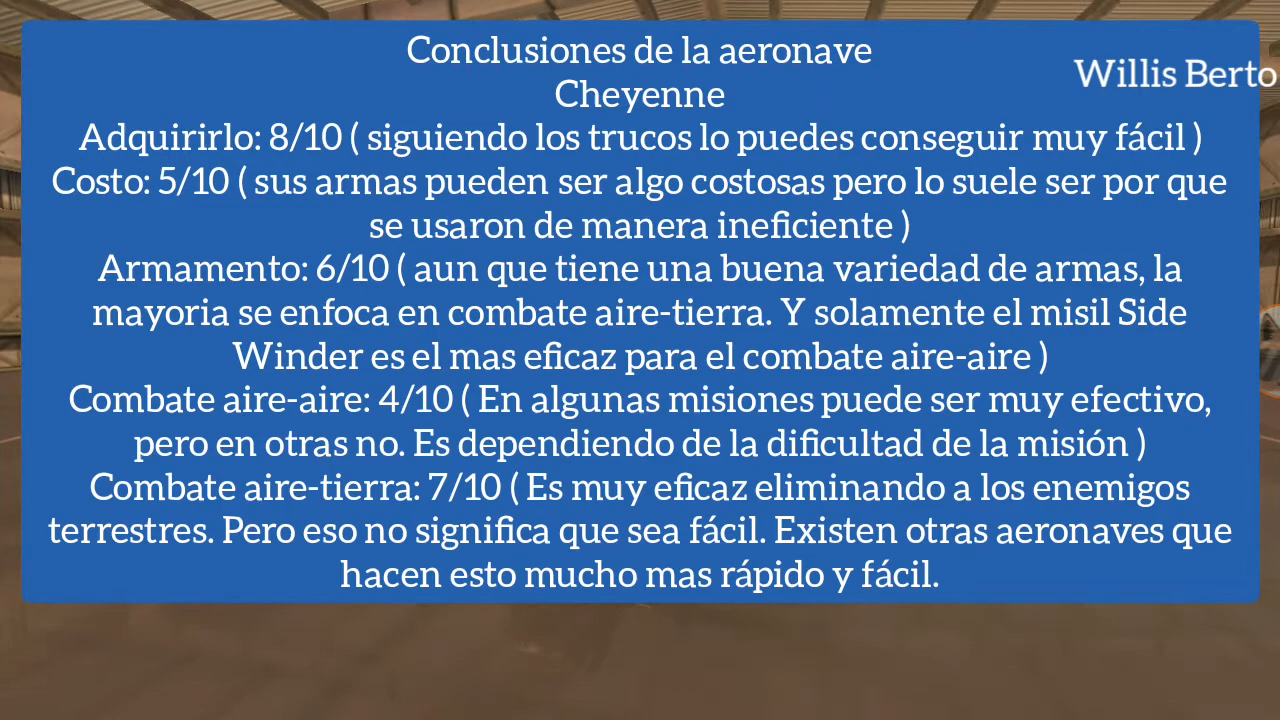 Conclusiones de la aeronave
Cheyenne
Willis Berto
Adquirirlo: 8/10 ( siguiendo los trucos lo puedes conseguir muy fácil )
Costo: 5/10 ( sus armas pueden ser algo costosas pero lo suele ser por que
se usaron de manera ineficiente )
Armamento: 6/10 ( aun que tiene una buena variedad de armas, la
mayoria se enfoca en combate aire-tierra. Y solamente el misil Side
Winder es el mas eficaz para el combate aire-aire )
Combate aire-aire: 4/10 ( En algunas misiones puede ser muy efectivo,
pero en otras no. Es dependiendo de la dificultad de la misión )
Combate aire-tierra: 7/10 ( Es muy eficaz eliminando a los enemigos
terrestres. Pero eso no significa que sea fácil. Existen otras aeronaves que
hacen esto mucho mas rápido y fácil.